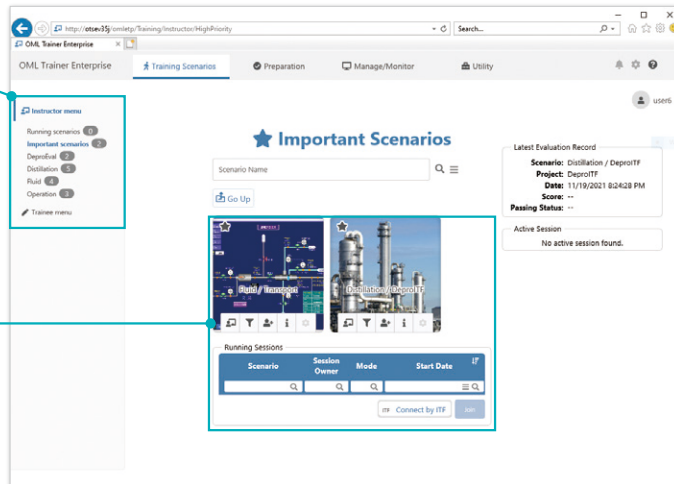 http://otsev35j/omletp/Training/Instructor/HighPriority
Search...
OML Trainer Enterprise
OML Trainer Enterprise
Training Scenarios
Preparation
Manage/Monitor
Utility
user6
Instructor menu
Running scenarios 0
Important scenarios 2
DeproEval 2
Distillation 5
Fluid 4
Operation 3
Trainee menu
Important Scenarios
Scenario Name
Go Up
Fluid / Transport
Distillation / DeproITF
Running Sessions
Scenario
Session Owner
Mode
Start Date
ITF Connect by ITF
Join
Latest Evaluation Record
Scenario: Distillation / DeproITF
Project: DeproITF
Date: 11/19/2021 8:24:28 PM
Score: --
Passing Status: --
Active Session
No active session found.